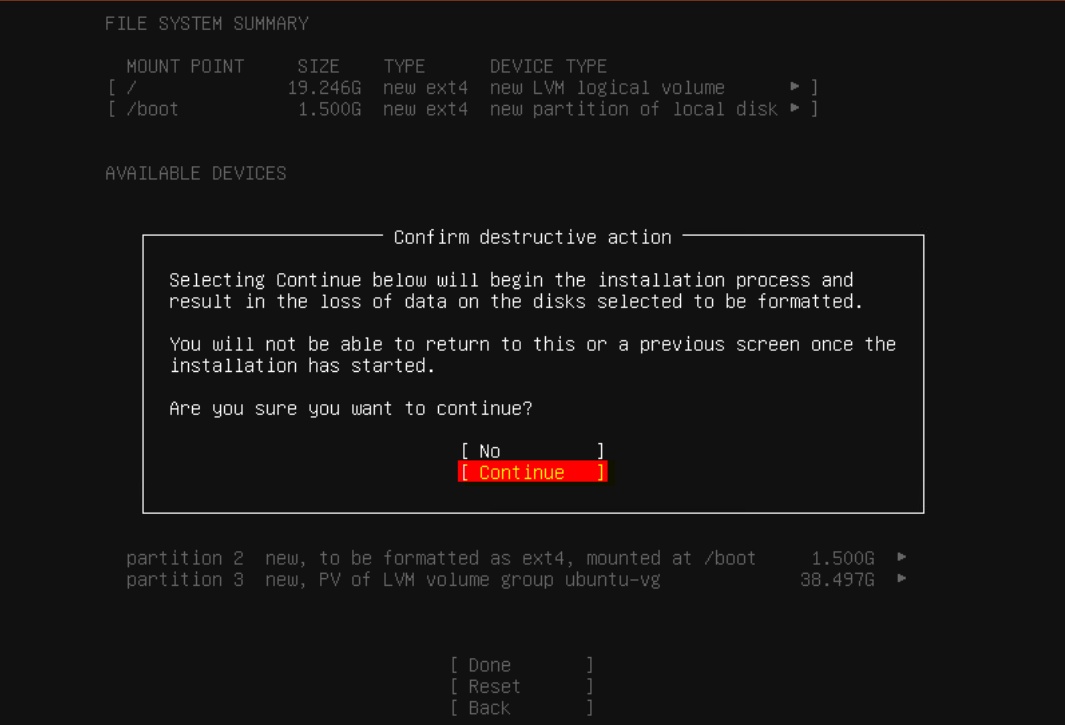 FILE SYSTEM SUMMARY
MOUNT POINT SIZE TYPE DEVICE TYPE
[ / 19.246G new ext4 new LVM logical volume ▸ ]
[ /boot 1.500G new ext4 new partition of local disk ▸ ]
AVAILABLE DEVICES
Confirm destructive action
Selecting Continue below will begin the installation process and
result in the loss of data on the disks selected to be formatted.
You will not be able to return to this or a previous screen once the
installation has started.
Are you sure you want to continue?
[ No ]
[ Continue ]
partition 2 new, to be formatted as ext4, mounted at /boot 1.500G ▸
partition 3 new, PV of LVM volume group ubuntu-vg 38.497G ▸
[ Done ]
[ Reset ]
[ Back ]